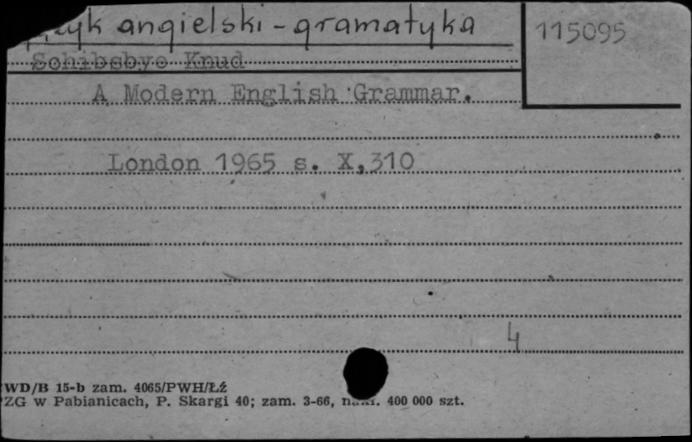 angielski - gramatyka
115095
Schibsbye Knud
A Modern English Grammar.
London 1965 s. X,310
4
WD/B 15-b zam. 4065/PWH/Łź
ZG w Pabianicach, P. Skargi 40; zam. 3-66, 400 000 szt.